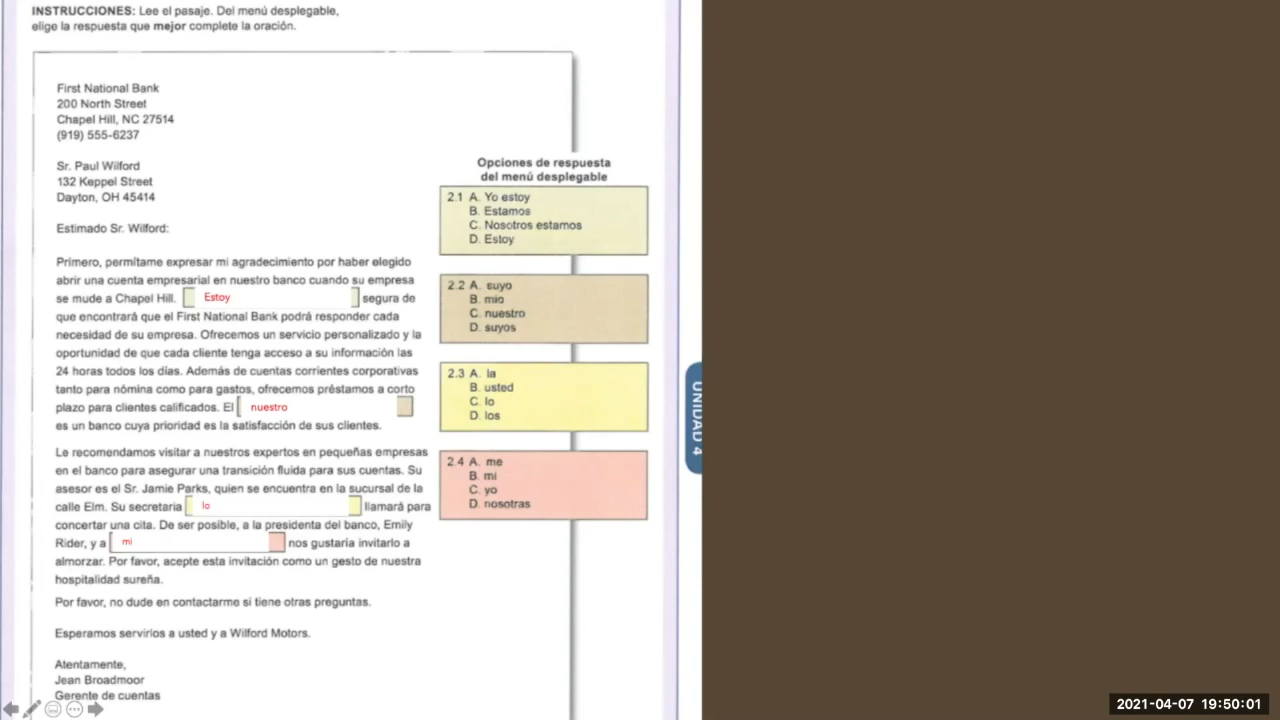 INSTRUCCIONES: Lee el pasaje. Del menú desplegable,
elige la respuesta que mejor complete la oración.
First National Bank
200 North Street
Chapel Hill, NC 27514
(919) 555-6237
Sr. Paul Wilford
132 Keppel Street
Dayton, OH 45414
Estimado Sr. Wilford:
Primero, permítame expresar mi agradecimiento por haber elegido
abrir una cuenta empresarial en nuestro banco cuando su empresa
se mude a Chapel Hill. Estoy segura de
que encontrará que el First National Bank podrá responder cada
necesidad de su empresa. Ofrecemos un servicio personalizado y la
oportunidad de que cada cliente tenga acceso a su información las
24 horas todos los días. Además de cuentas corrientes corporativas
tanto para nómina como para gastos, ofrecemos préstamos a corto
plazo para clientes calificados. El nuestro
es un banco cuya prioridad es la satisfacción de sus clientes.
Le recomendamos visitar a nuestros expertos en pequeñas empresas
en el banco para asegurar una transición fluida para sus cuentas. Su
asesor es el Sr. Jamie Parks, quien se encuentra en la sucursal de la
calle Elm. Su secretaria lo llamará para
concertar una cita. De ser posible, a la presidenta del banco, Emily
Rider, y a mi nos gustaría invitarlo a
almorzar. Por favor, acepte esta invitación como un gesto de nuestra
hospitalidad sureña.
Por favor, no dude en contactarme si tiene otras preguntas.
Esperamos servirlos a usted y a Wilford Motors.
Atentamente,
Jean Broadmoor
Gerente de cuentas
Opciones de respuesta
del menú desplegable
2.1 A. Yo estoy
B. Estamos
C. Nosotros estamos
D. Estoy
2.2 A. suyo
B. mío
C. nuestro
D. suyos
2.3 A. la
B. usted
C. lo
D. los
2.4 A. me
B. mi
C. yo
D. nosotras
UNIDAD 4
2021-04-07 19:50:01